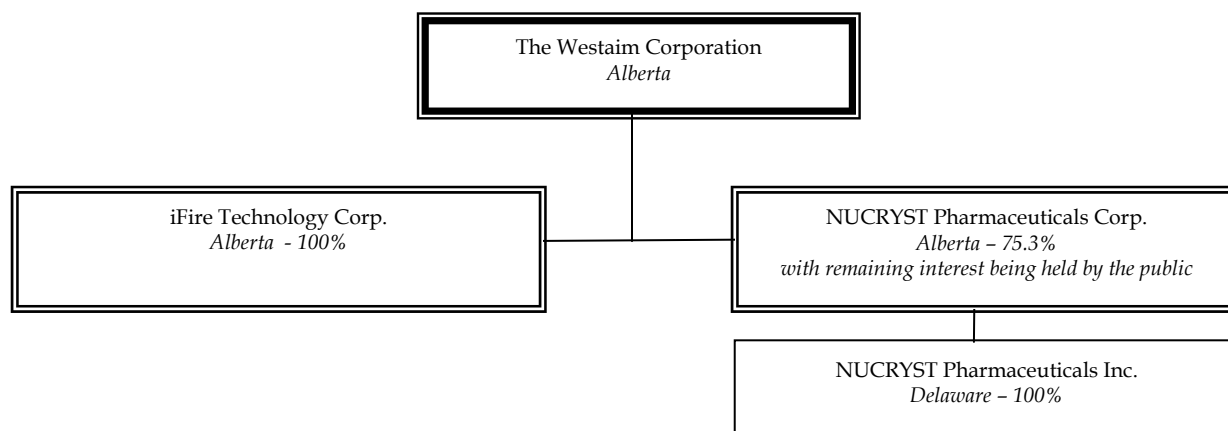 The Westaim Corporation
Alberta
iFire Technology Corp.
Alberta - 100%
NUCRYST Pharmaceuticals Corp.
Alberta – 75.3%
with remaining interest being held by the public
NUCRYST Pharmaceuticals Inc.
Delaware – 100%